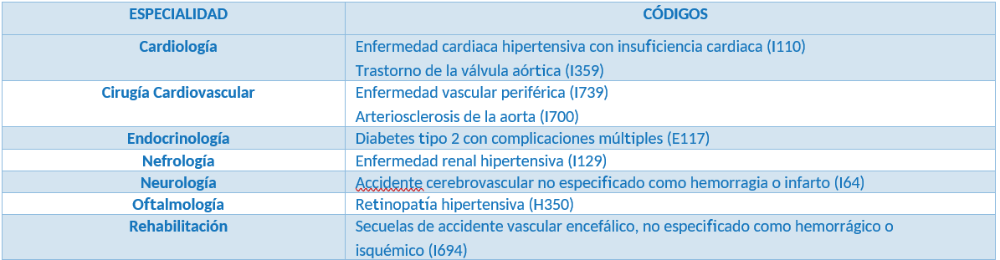 ESPECIALIDAD CÓDIGOS
Cardiología Enfermedad cardiaca hipertensiva con insuficiencia cardiaca (I110)
Trastorno de la válvula aórtica (I359)
Cirugía Cardiovascular Enfermedad vascular periférica (I739)
Arteriosclerosis de la aorta (I700)
Endocrinología Diabetes tipo 2 con complicaciones múltiples (E117)
Nefrología Enfermedad renal hipertensiva (I129)
Neurología Accidente cerebrovascular no especificado como hemorragia o infarto (I64)
Oftalmología Retinopatía hipertensiva (H350)
Rehabilitación Secuelas de accidente vascular encefálico, no especificado como hemorrágico o
isquémico (I694)